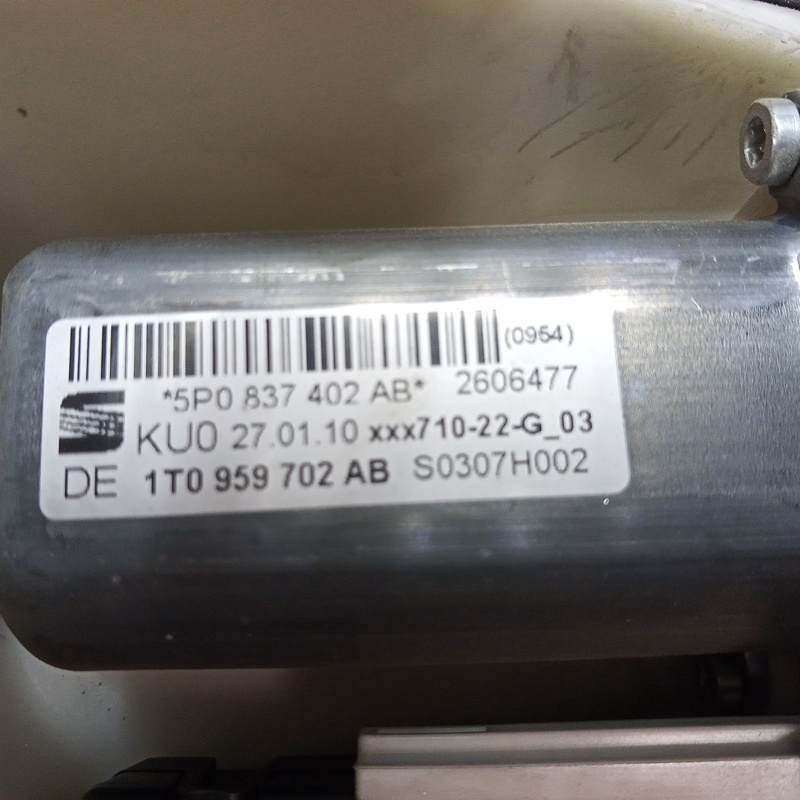 (0954)
*5P0 837 402 AB* 2606477
KU0 27.01.10 xxx710-22-G_03
DE 1T0 959 702 AB S0307H002